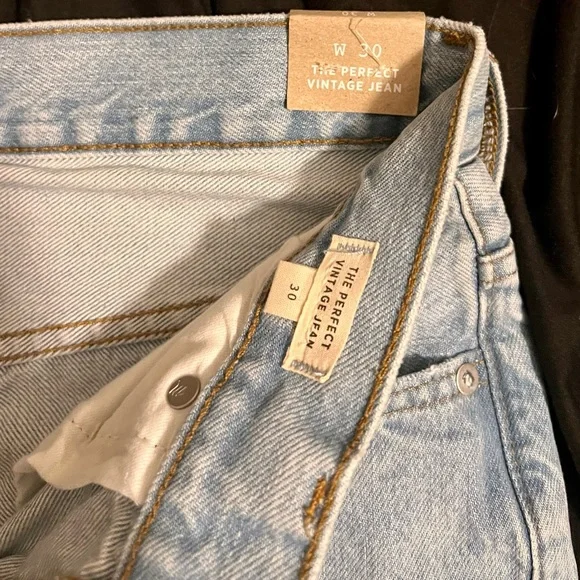 W 30
THE PERFECT
VINTAGE JEAN
THE PERFECT
VINTAGE JEAN
30